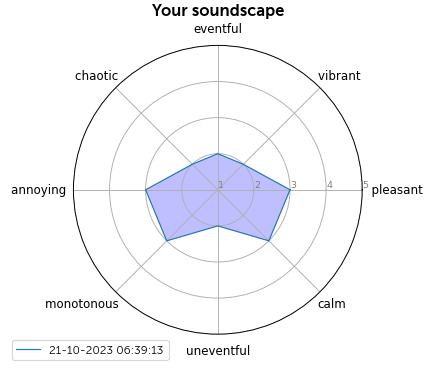 Your soundscape
eventful
chaotic
vibrant
annoying
1
2
3
4
5
pleasant
monotonous
calm
uneventful
21-10-2023 06:39:13